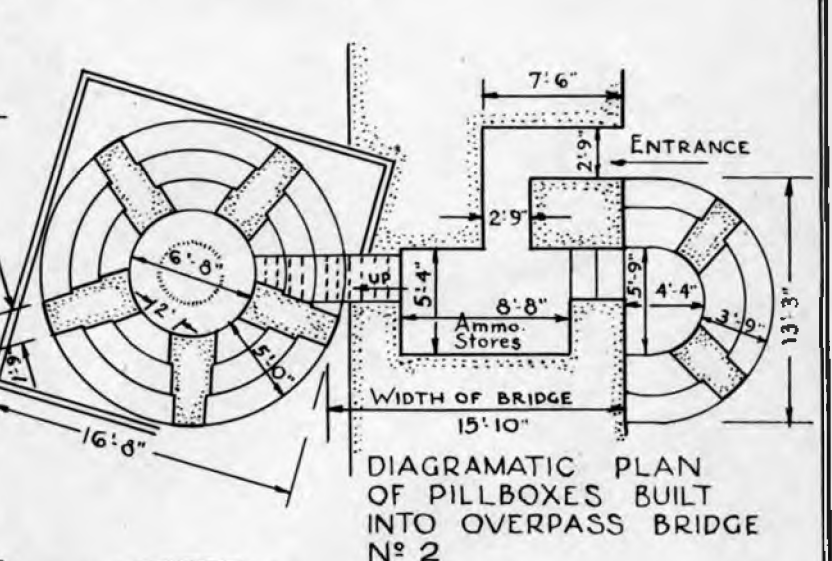 7'-6"
2'-9"
ENTRANCE
2'-9"
6'-8"
UP
5'-4"
8'-8"
5'-9"
4'-4"
2'
Ammo.
Stores
3'-9"
13'-3"
5'-0"
1'-9"
WIDTH OF BRIDGE
15'-10"
16'-8"
DIAGRAMATIC PLAN
OF PILLBOXES BUILT
INTO OVERPASS BRIDGE
Nº 2